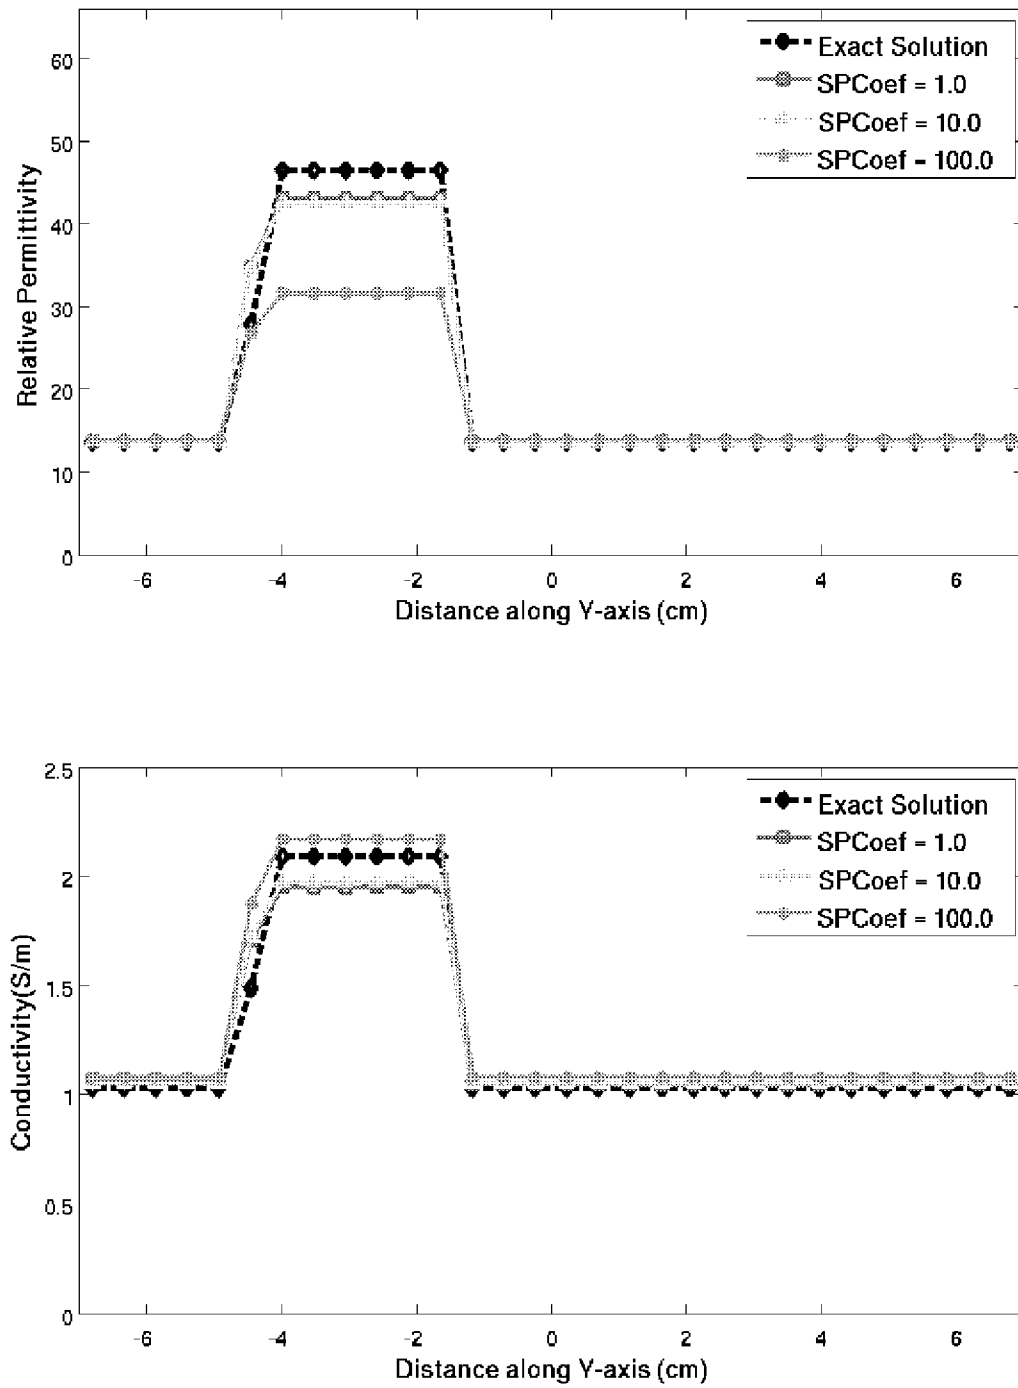 60
50
40
30
20
10
0
Relative Permittivity
Exact Solution
SPCoef = 1.0
SPCoef = 10.0
SPCoef = 100.0
-6 -4 -2 0 2 4 6
Distance along Y-axis (cm)
2.5
2
1.5
1
0.5
0
Conductivity(S/m)
Exact Solution
SPCoef = 1.0
SPCoef = 10.0
SPCoef = 100.0
-6 -4 -2 0 2 4 6
Distance along Y-axis (cm)